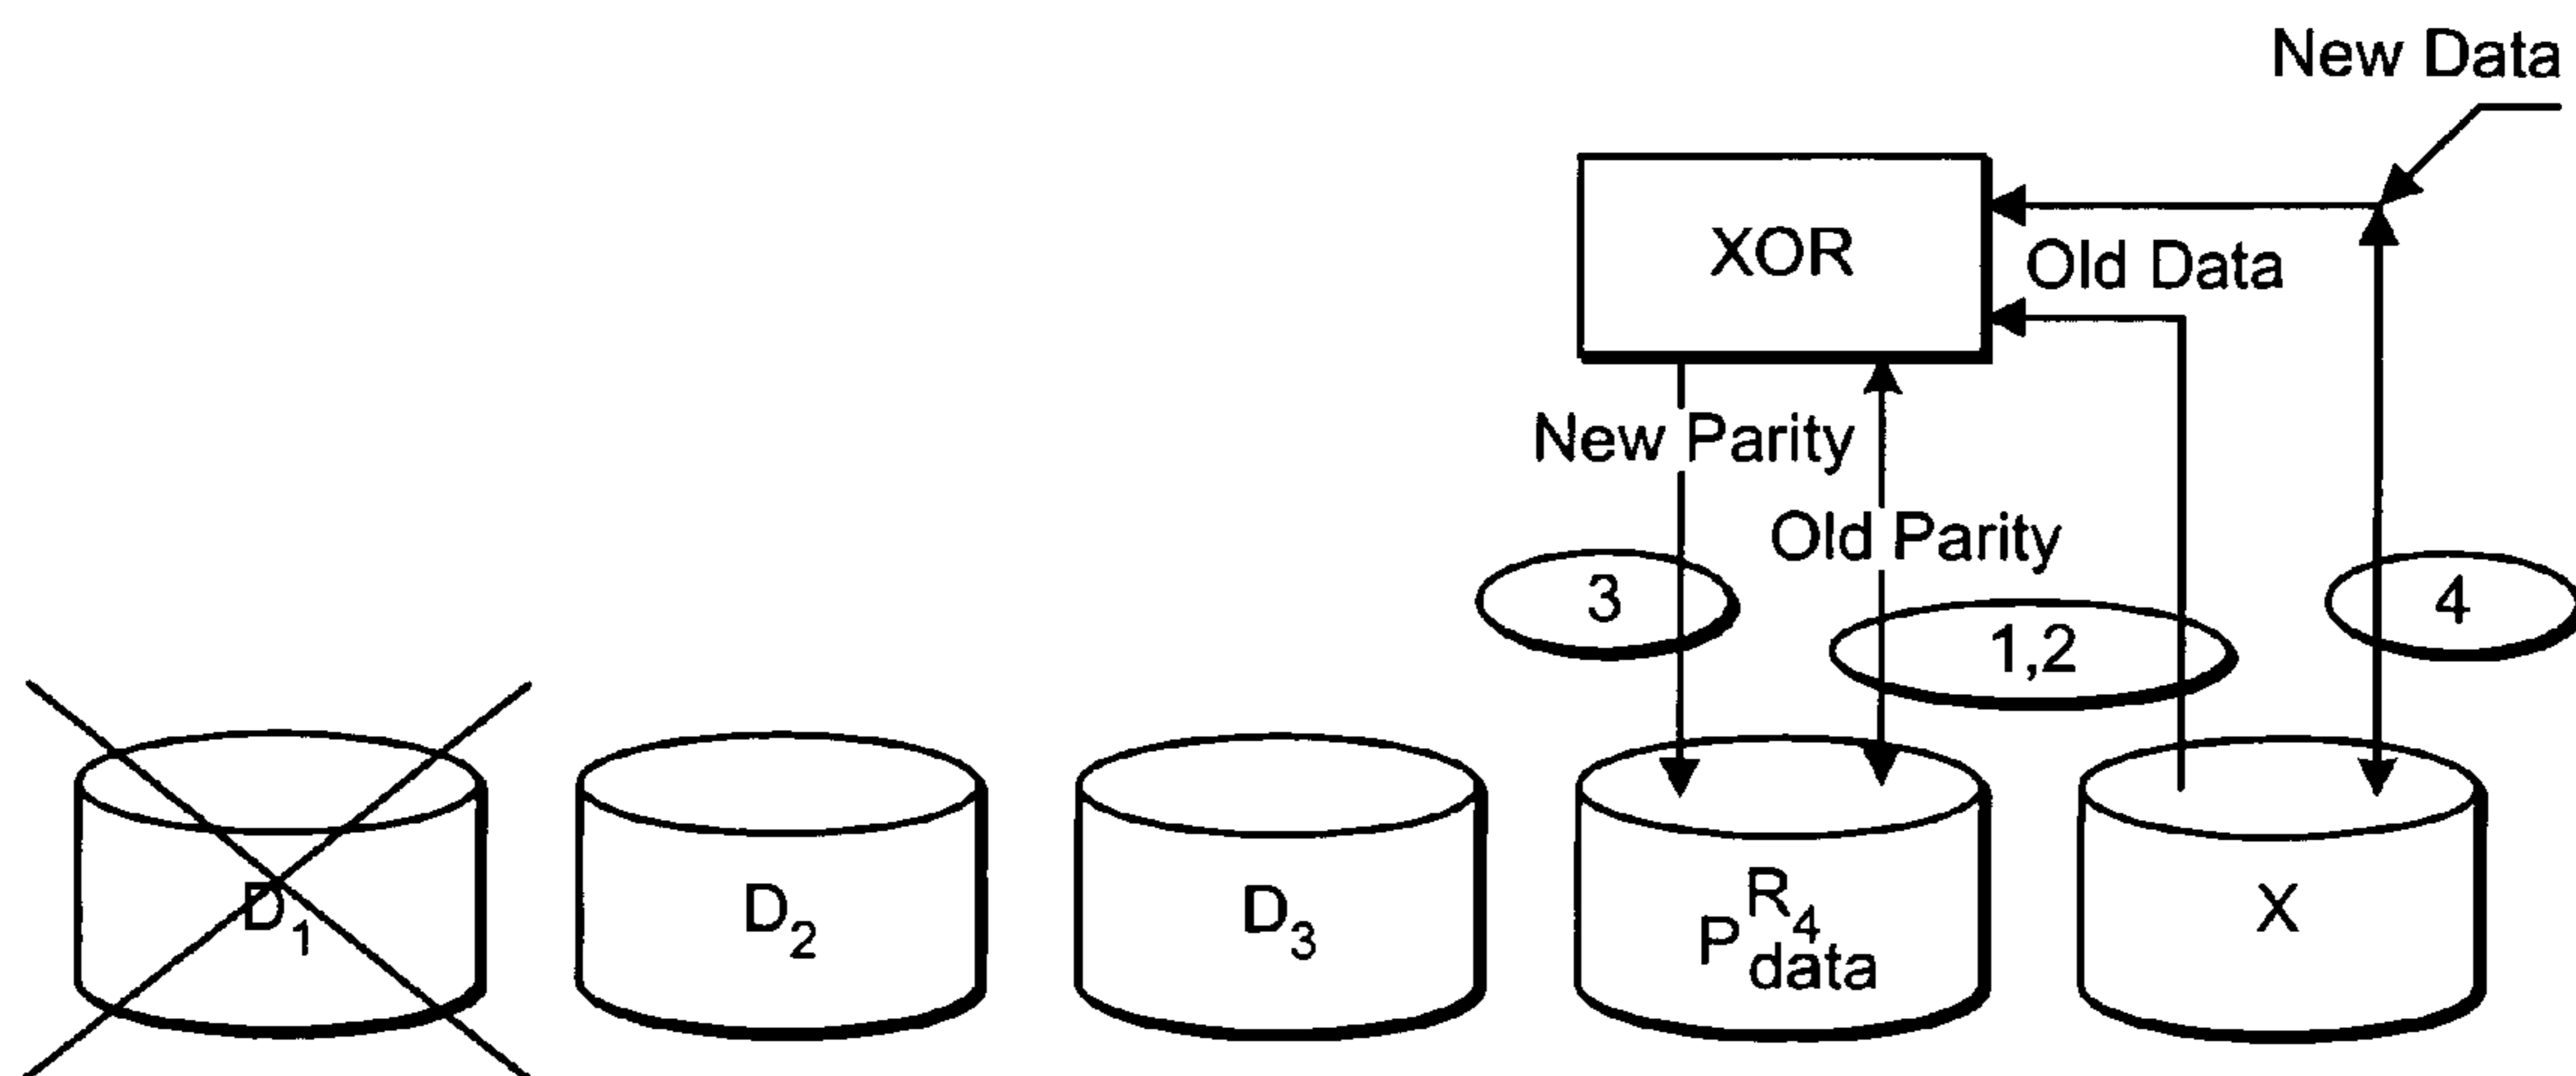 New Data
XOR
Old Data
New Parity
Old Parity
3
1,2
4
D1
D2
D3
R4
Pdata
X